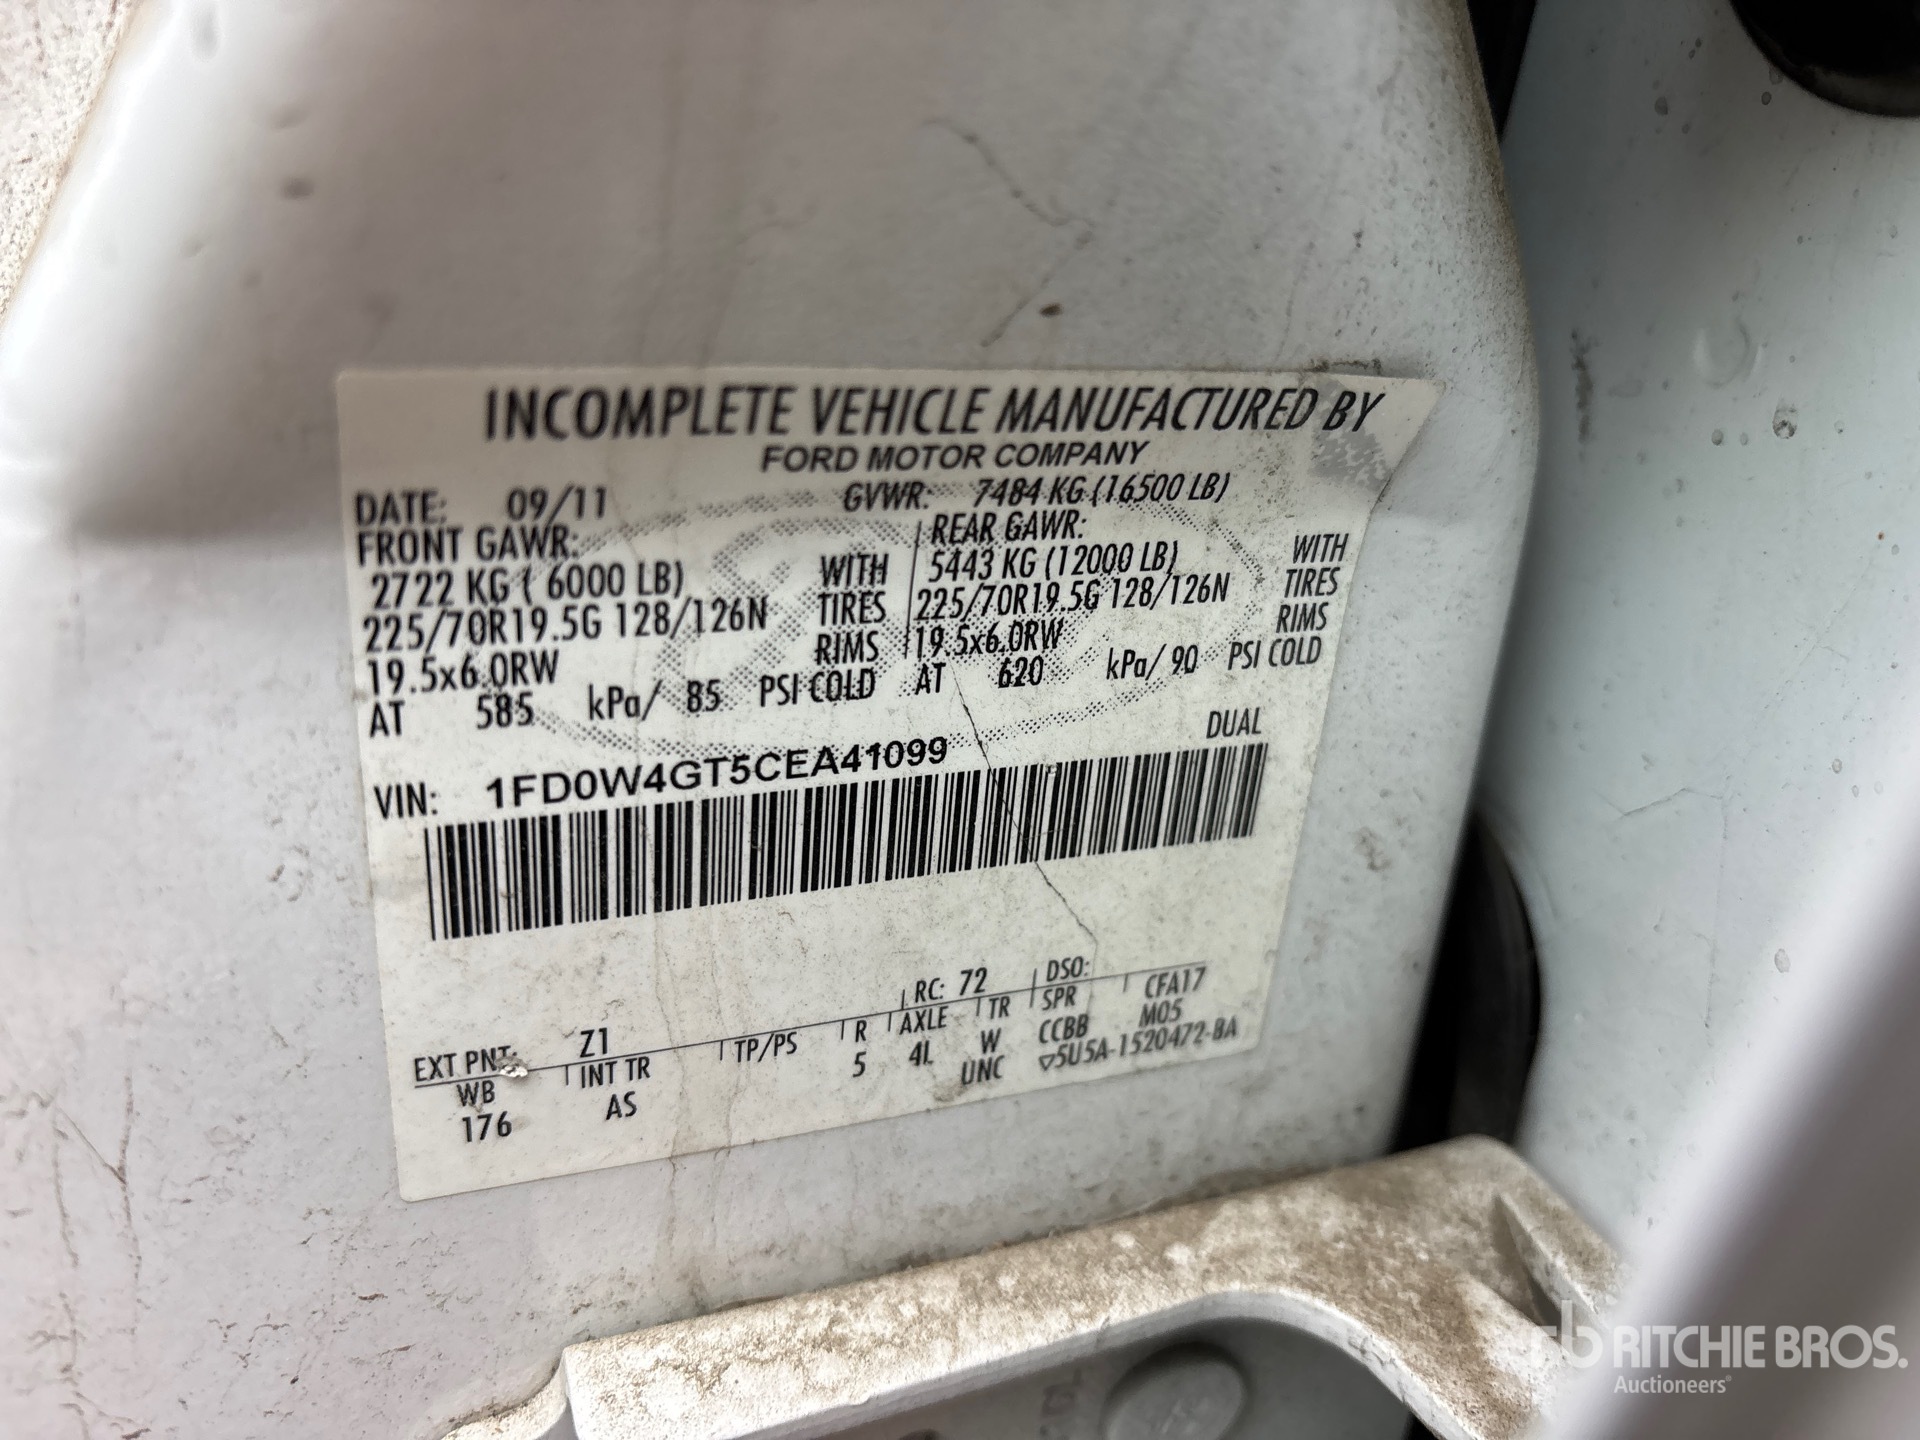 INCOMPLETE VEHICLE MANUFACTURED BY
FORD MOTOR COMPANY
DATE: 09/11 GVWR: 7484 KG (16500 LB)
FRONT GAWR: REAR GAWR:
2722 KG ( 6000 LB) WITH 5443 KG (12000 LB) WITH
225/70R19.5G 128/126N TIRES 225/70R19.5G 128/126N TIRES
19.5x6.0RW RIMS 19.5x6.0RW RIMS
AT 585 kPa/ 85 PSI COLD AT 620 kPa/ 90 PSI COLD
DUAL
VIN: 1FD0W4GT5CEA41099
EXT PNT: Z1 RC: 72 DSO:
WB INT TR TP/PS R AXLE TR SPR CFA17
176 AS 5 4L W CCBB M05
UNC ▽5U5A-1520472-BA
rb RITCHIE BROS.
Auctioneers®